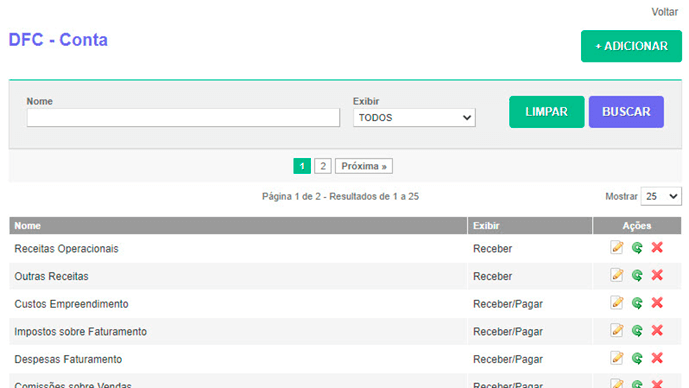 Voltar
DFC - Conta
+ ADICIONAR
Nome
Exibir
TODOS
LIMPAR
BUSCAR
1 2 Próxima »
Página 1 de 2 - Resultados de 1 a 25
Mostrar 25
Nome Exibir Ações
Receitas Operacionais Receber
Outras Receitas Receber
Custos Empreendimento Receber/Pagar
Impostos sobre Faturamento Receber/Pagar
Despesas Faturamento Receber/Pagar
Comissões sobre Vendas Receber/Pagar